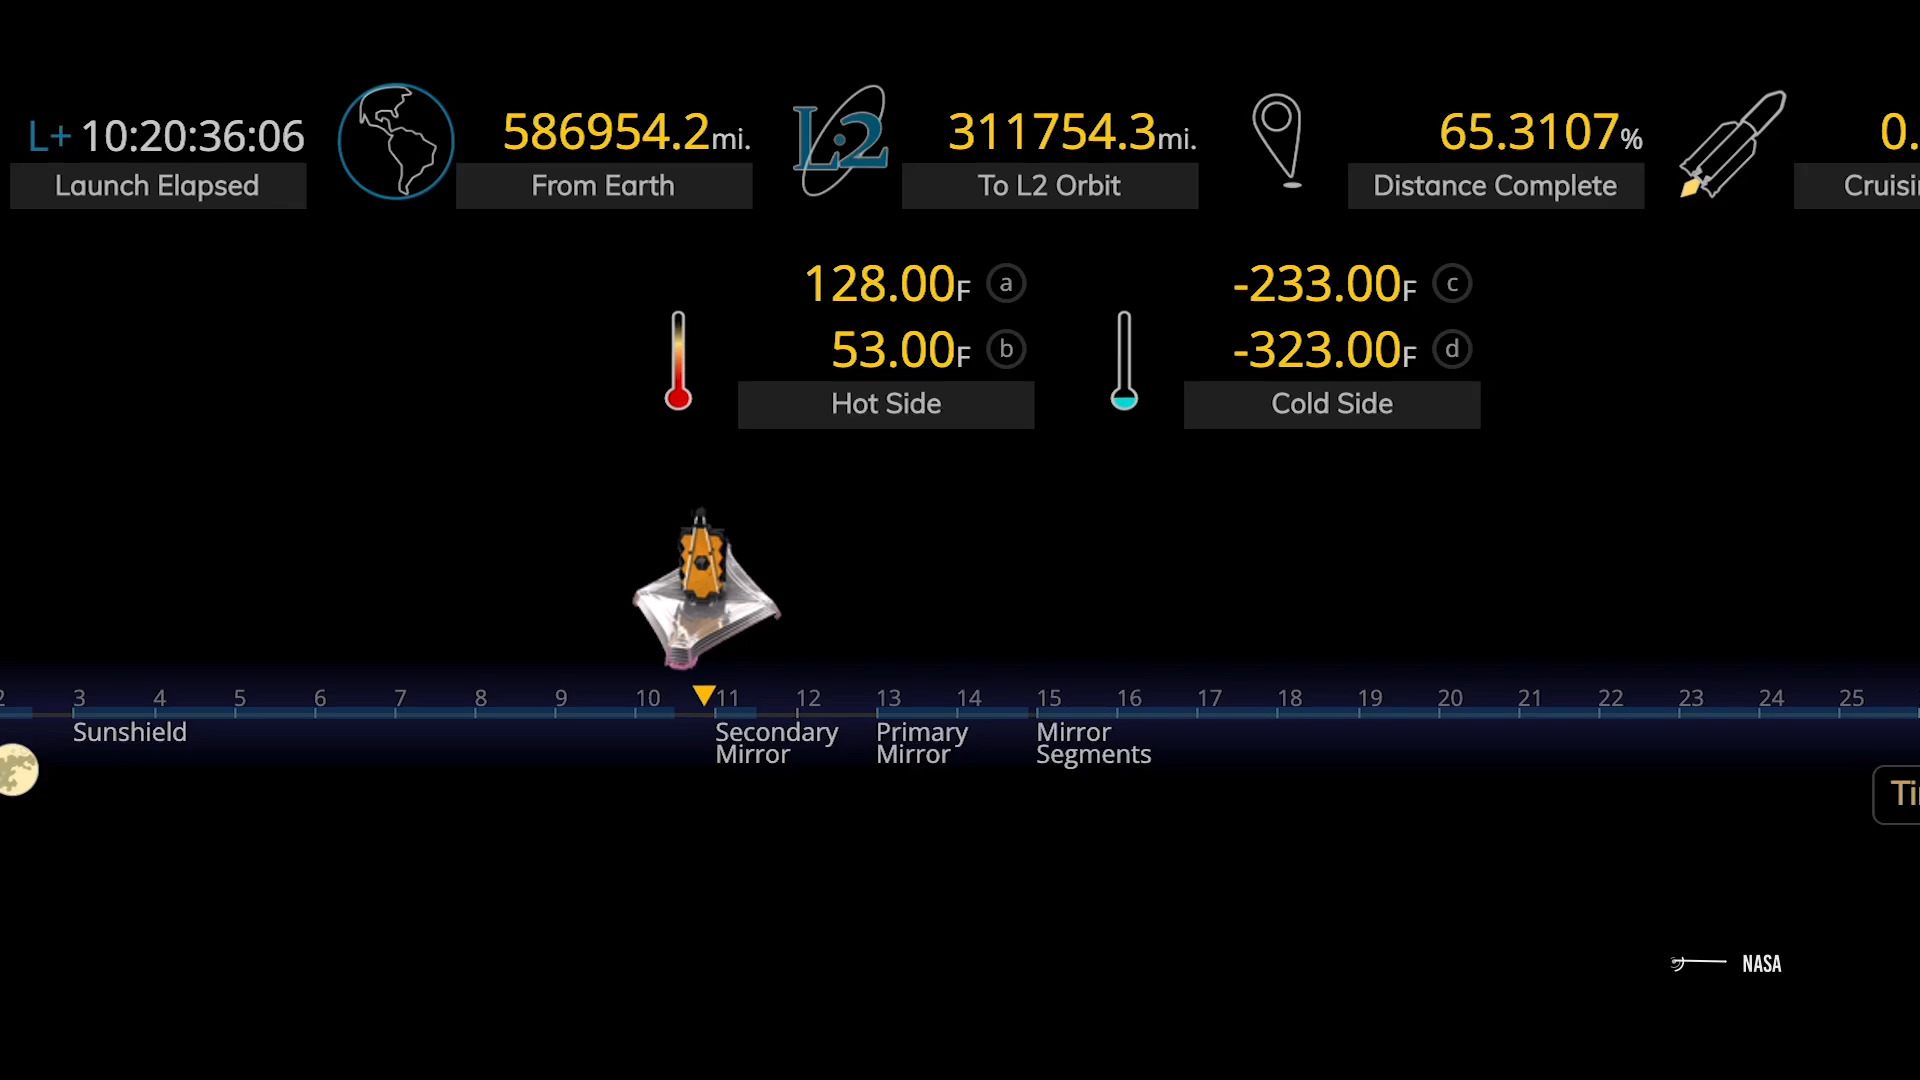 L+ 10:20:36:06
Launch Elapsed
586954.2mi.
From Earth
L2
311754.3mi.
To L2 Orbit
65.3107%
Distance Complete
0.
128.00F a
53.00F b
Hot Side
-233.00F c
-323.00F d
Cold Side
2 3 4 5 6 7 8 9 10 11 12 13 14 15 16 17 18 19 20 21 22 23 24 25
Sunshield
Secondary
Mirror
Primary
Mirror
Mirror
Segments
NASA